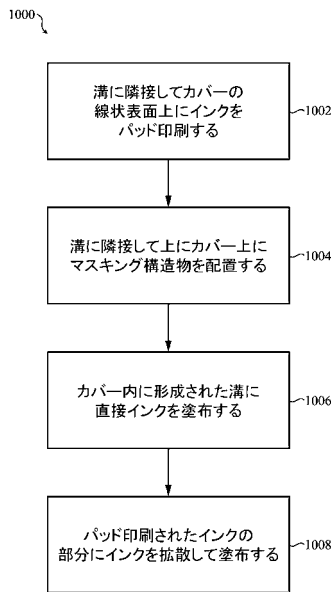 1000
溝に隣接してカバーの
線状表面上にインクを
パッド印刷する
1002
溝に隣接して上にカバー上に
マスキング構造物を配置する
1004
カバー内に形成された溝に
直接インクを塗布する
1006
パッド印刷されたインクの
部分にインクを拡散して塗布する
1008